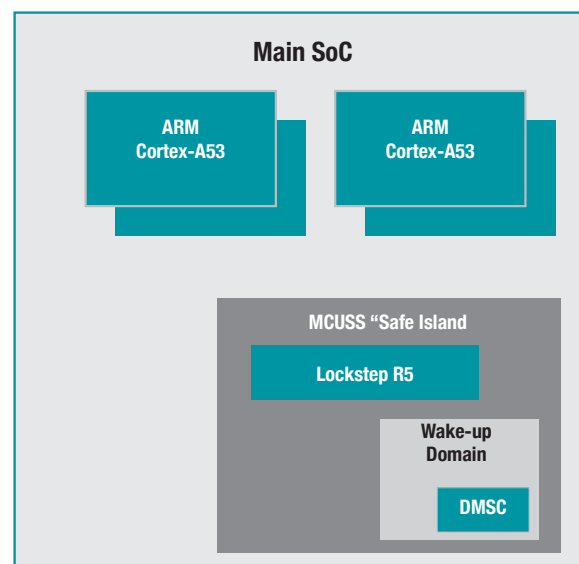 Main SoC
ARM
Cortex-A53
ARM
Cortex-A53
MCUSS “Safe Island
Lockstep R5
Wake-up
Domain
DMSC